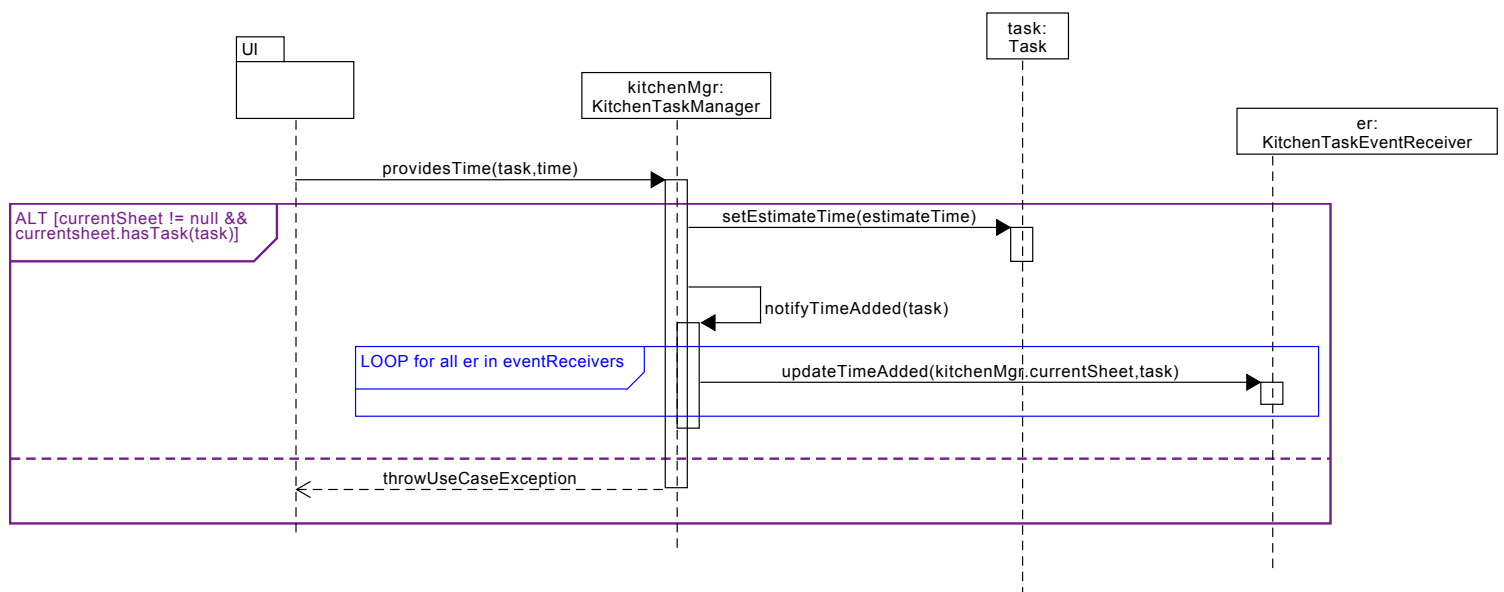 task:
Task
UI
kitchenMgr:
KitchenTaskManager
er:
KitchenTaskEventReceiver
providesTime(task,time)
ALT [currentSheet != null &&
currentsheet.hasTask(task)]
setEstimateTime(estimateTime)
notifyTimeAdded(task)
LOOP for all er in eventReceivers
updateTimeAdded(kitchenMgr.currentSheet,task)
throwUseCaseException